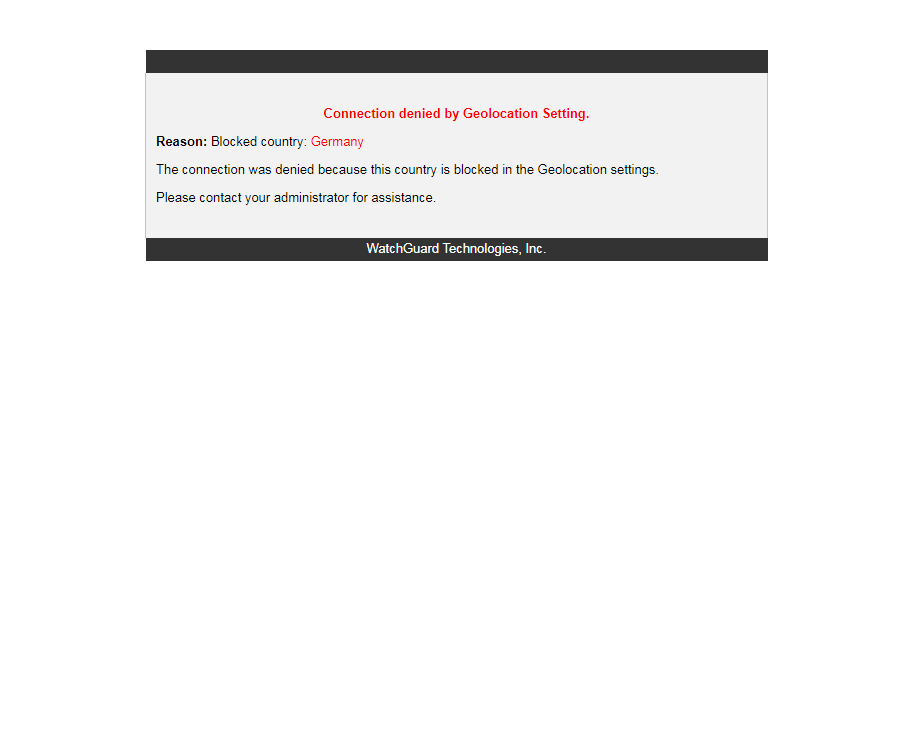 Connection denied by Geolocation Setting.
Reason: Blocked country: Germany
The connection was denied because this country is blocked in the Geolocation settings.
Please contact your administrator for assistance.
WatchGuard Technologies, Inc.